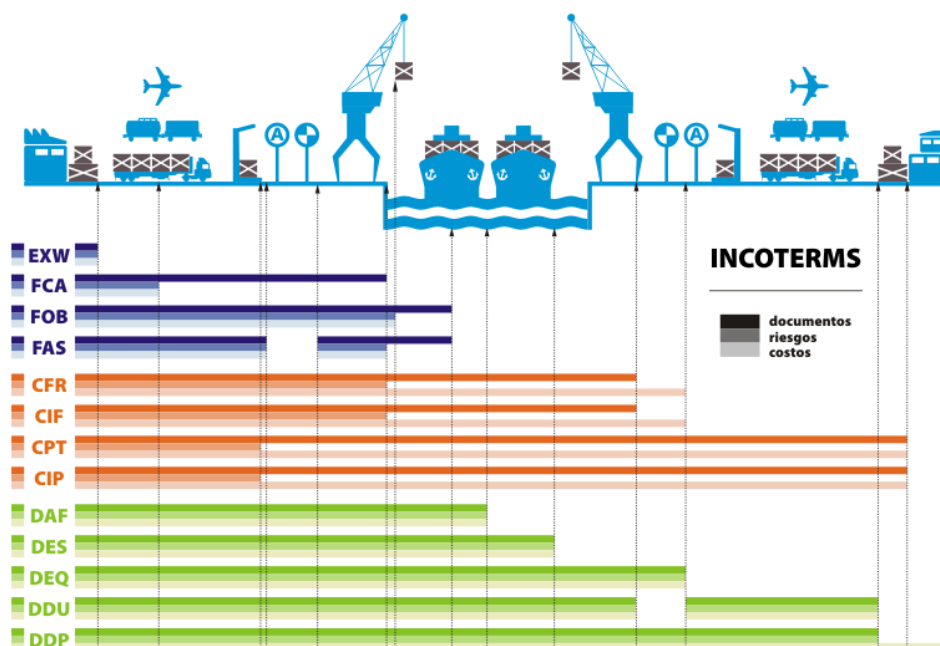 A
A
EXW
INCOTERMS
FCA
FOB
documentos
riesgos
FAS
costos
CFR
CIF
CPT
CIP
DAF
DES
DEQ
DDU
DDP